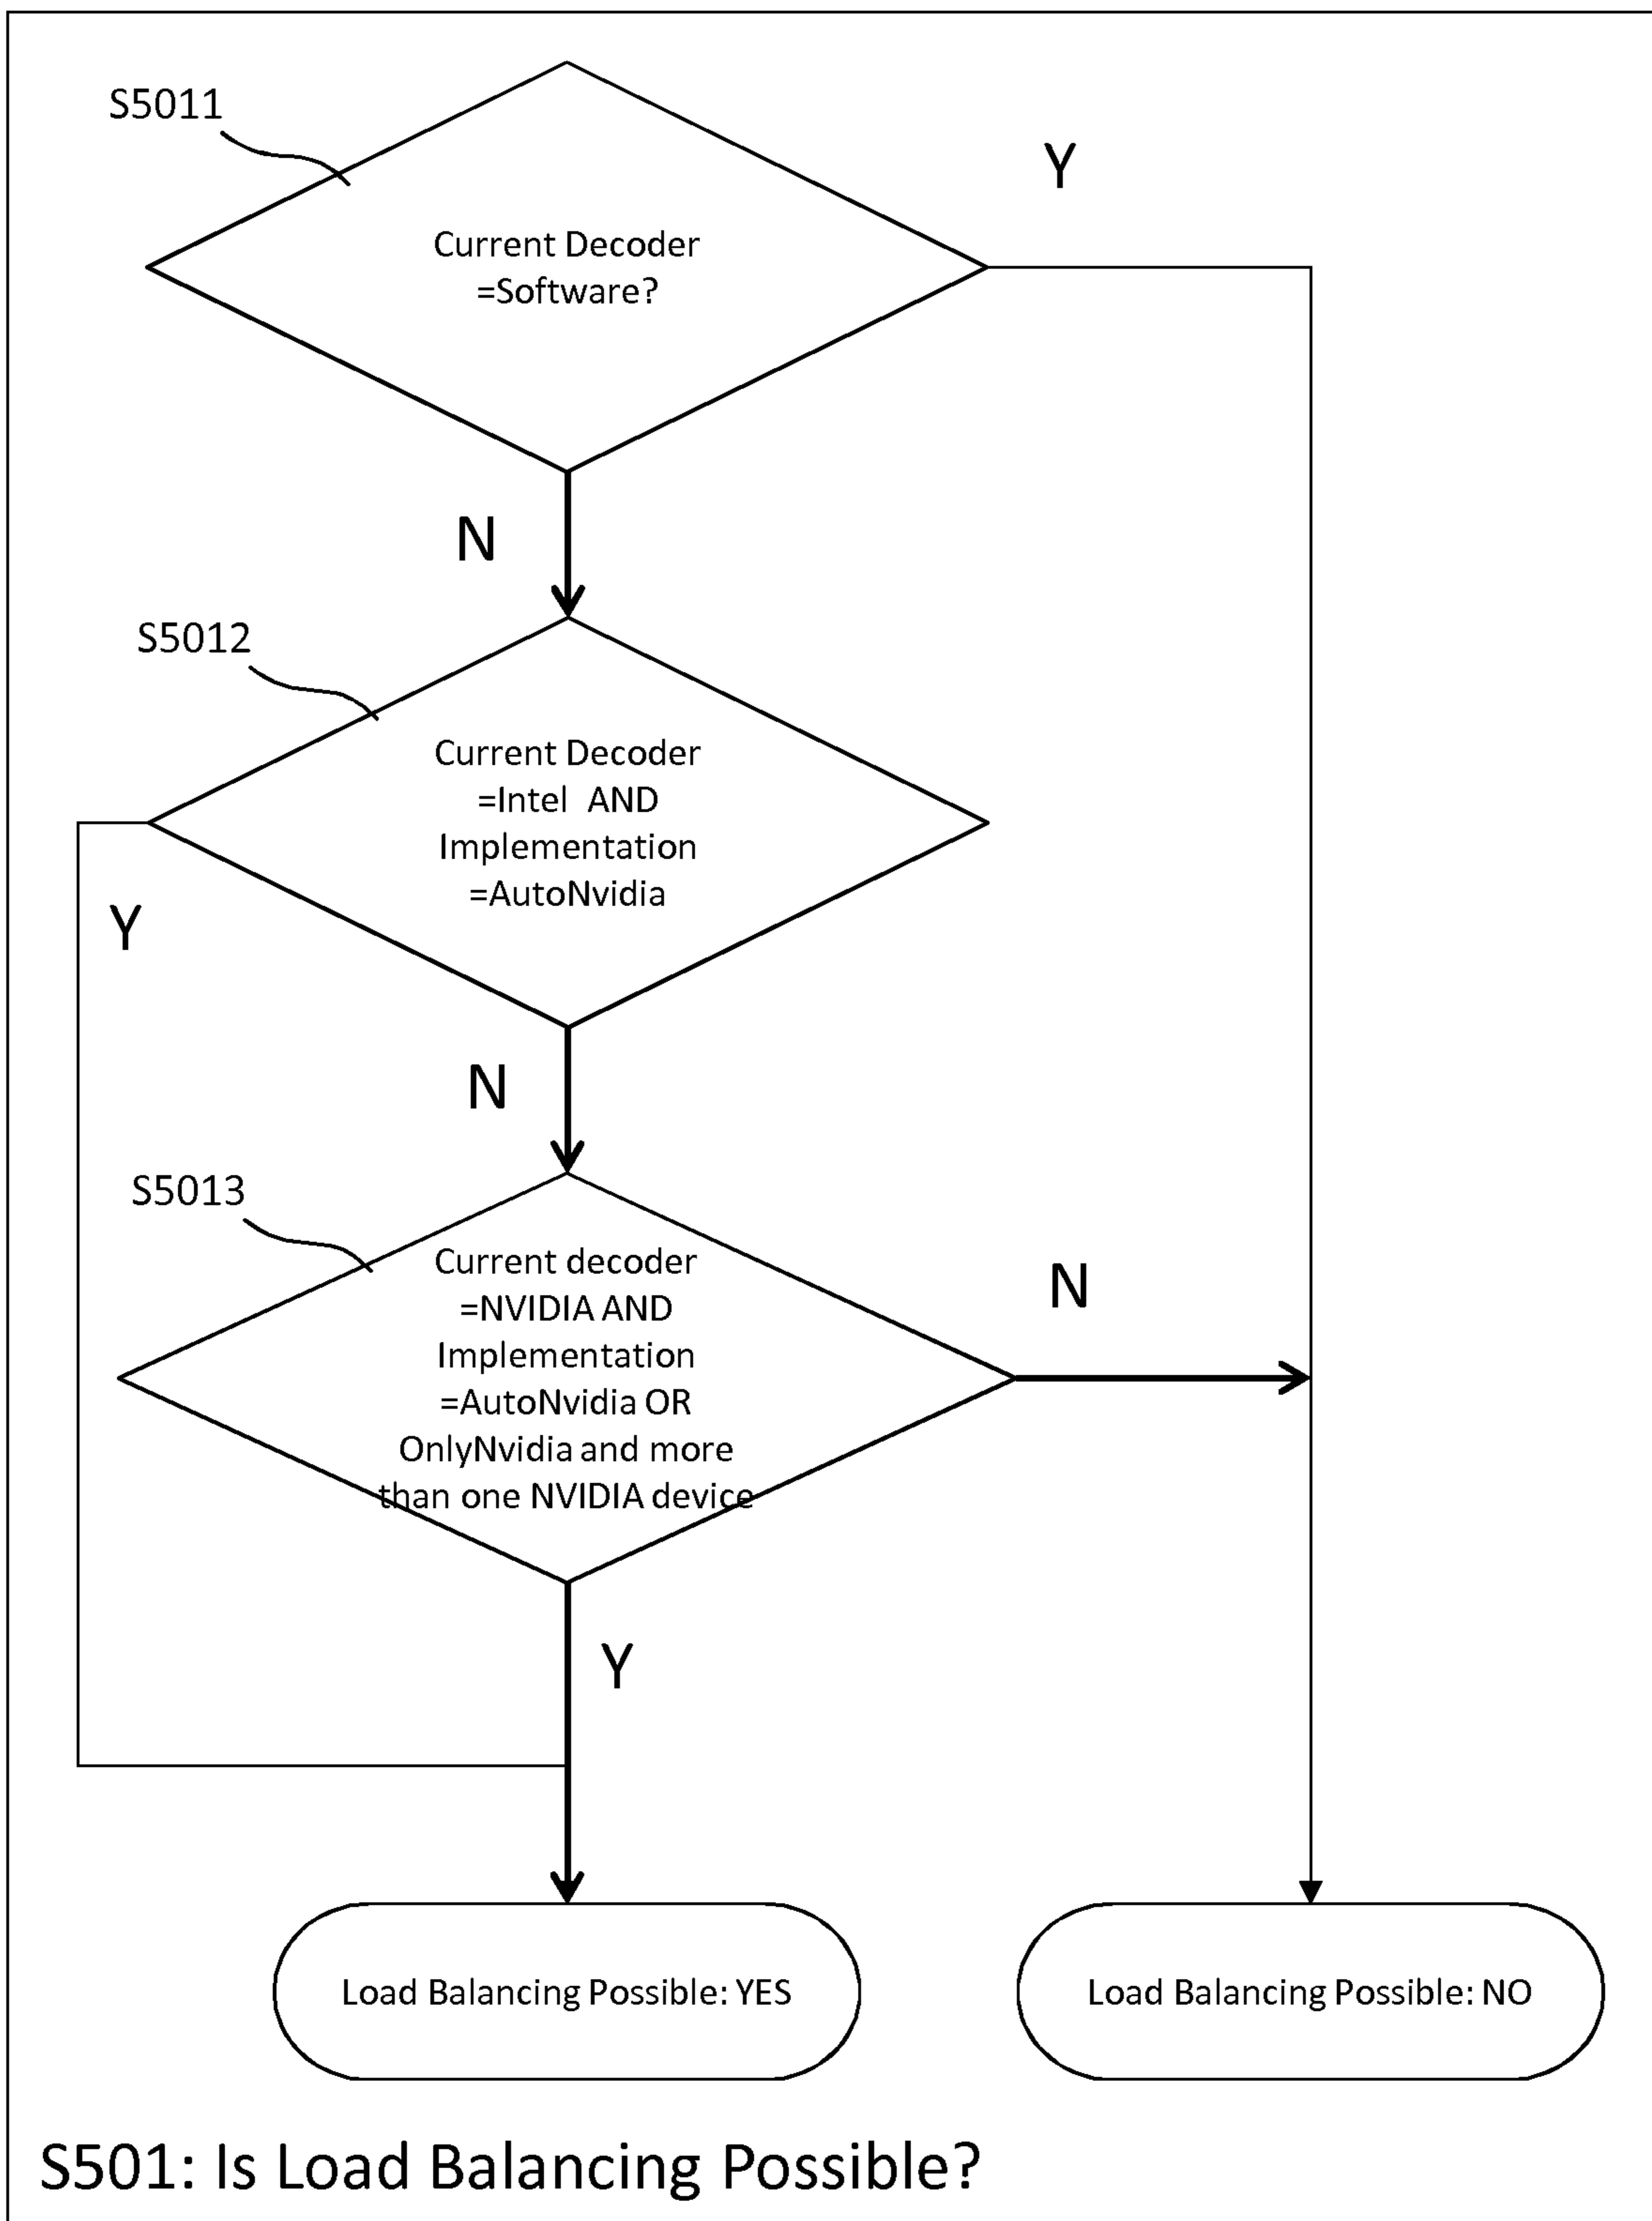 S5011
Y
Current Decoder
=Software?
N
S5012
Current Decoder
=Intel AND
Implementation
=AutoNvidia
Y
N
S5013
Current decoder
=NVIDIA AND
Implementation
=AutoNvidia OR
OnlyNvidia and more
than one NVIDIA device
N
Y
Load Balancing Possible: YES
Load Balancing Possible: NO
S501: Is Load Balancing Possible?